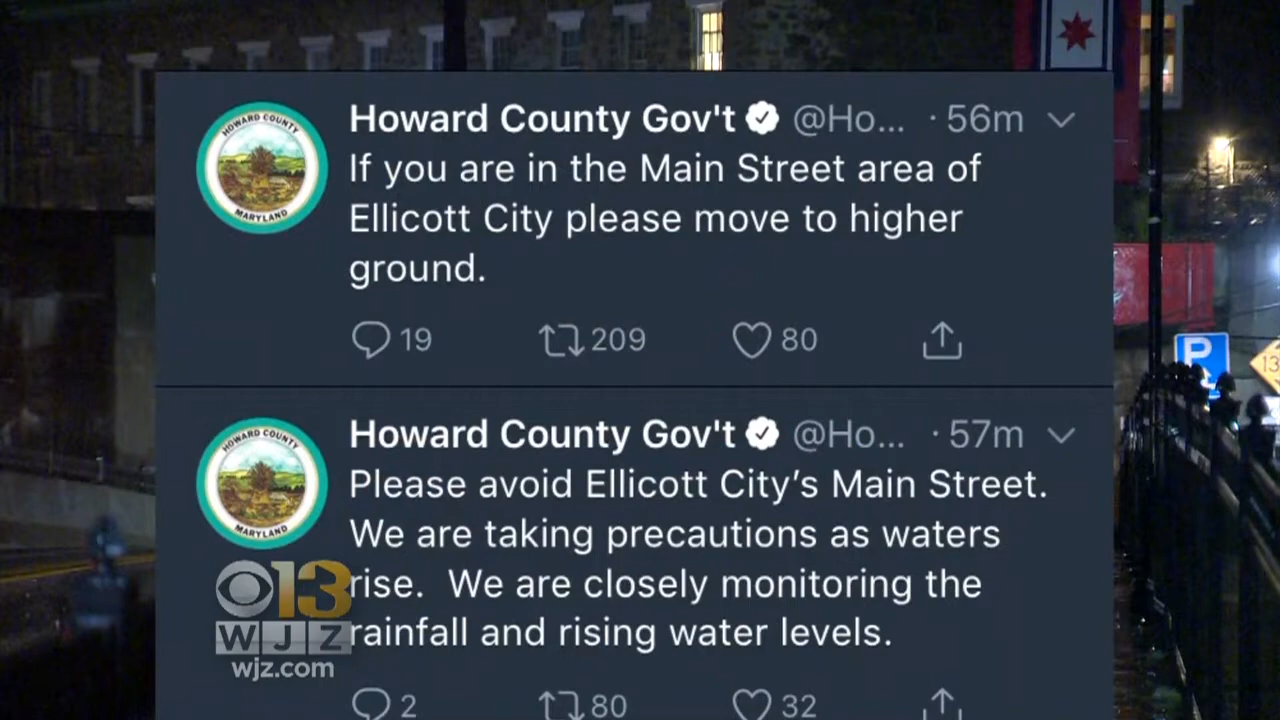 Howard County Gov't @Ho... · 56m
If you are in the Main Street area of
Ellicott City please move to higher
ground.
19 209 80
Howard County Gov't @Ho... · 57m
Please avoid Ellicott City’s Main Street.
We are taking precautions as waters
rise.  We are closely monitoring the
rainfall and rising water levels.
2 80 32
HOWARD COUNTY
MARYLAND
HOWARD COUNTY
MARYLAND
13
WJZ
wjz.com
P
13